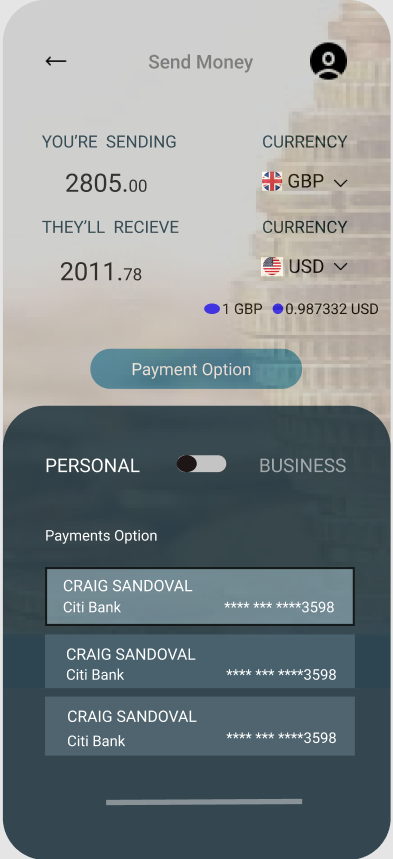 Send Money
YOU'RE SENDING CURRENCY
2805.00 GBP
THEY'LL RECIEVE CURRENCY
2011.78 USD
1 GBP 0.987332 USD
Payment Option
PERSONAL BUSINESS
Payments Option
CRAIG SANDOVAL
Citi Bank **** *** ****3598
CRAIG SANDOVAL
Citi Bank **** *** ****3598
CRAIG SANDOVAL
Citi Bank **** *** ****3598